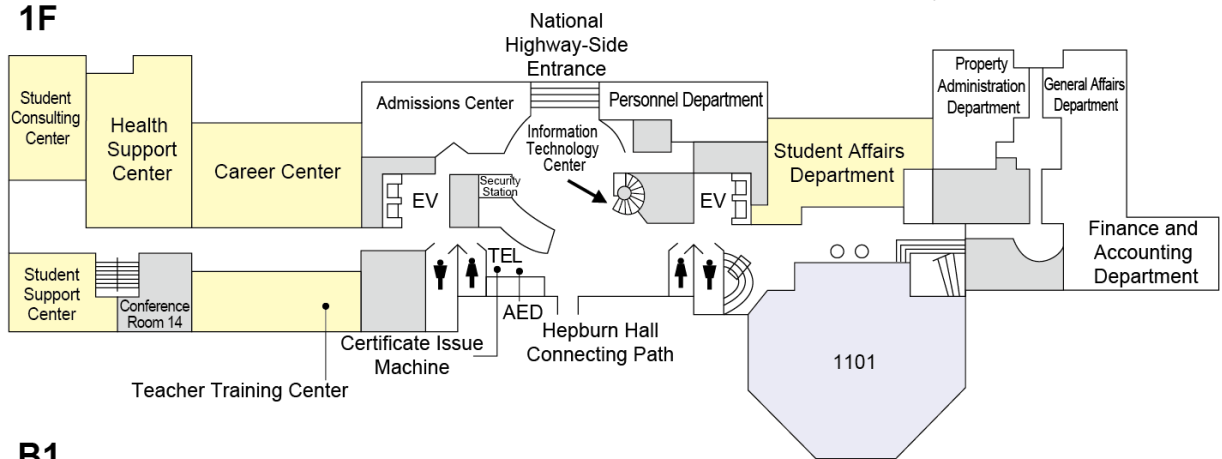 1F
National
Highway-Side
Entrance
Student
Consulting
Center
Health
Support
Center
Career Center
Admissions Center
Personnel Department
Information
Technology
Center
Student Affairs
Department
Property
Administration
Department
General Affairs
Department
Security
Station
EV
EV
Finance and
Accounting
Department
Student
Support
Center
Conference
Room 14
TEL
AED
Certificate Issue
Machine
Hepburn Hall
Connecting Path
1101
Teacher Training Center
B1